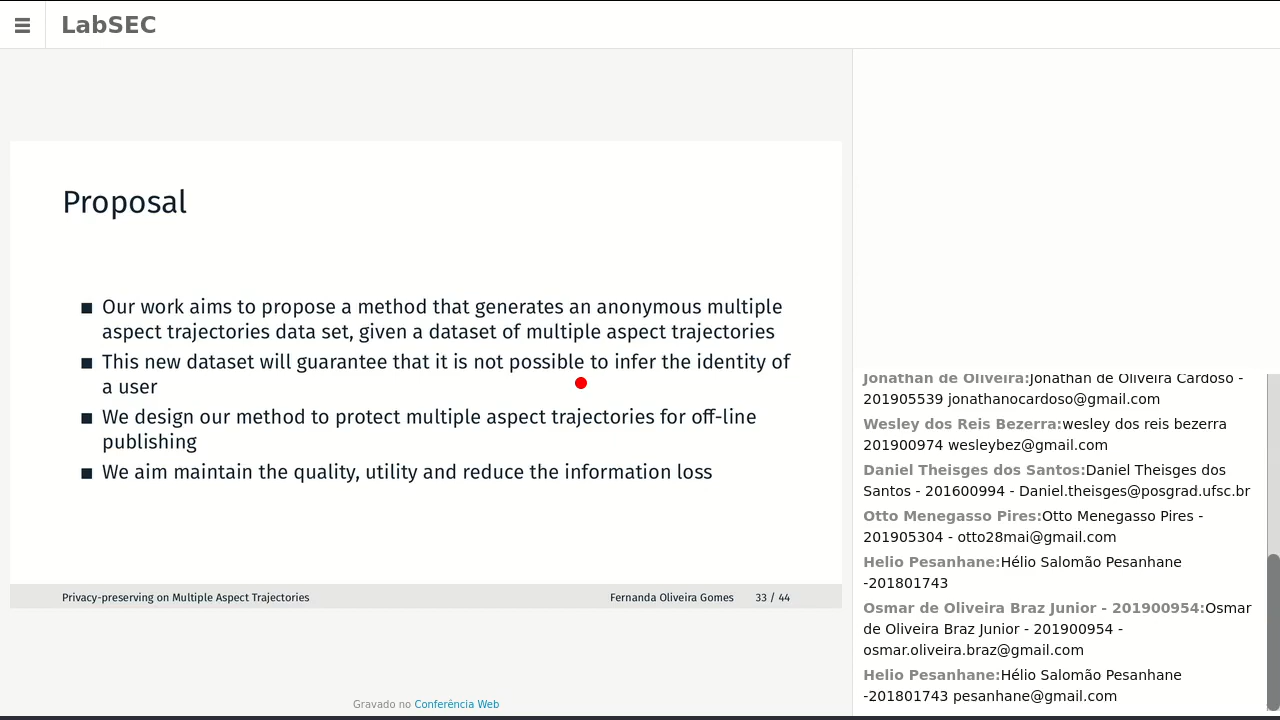 LabSEC
Proposal
■ Our work aims to propose a method that generates an anonymous multiple
aspect trajectories data set, given a dataset of multiple aspect trajectories
■ This new dataset will guarantee that it is not possible to infer the identity of
a user
■ We design our method to protect multiple aspect trajectories for off-line
publishing
■ We aim maintain the quality, utility and reduce the information loss
Privacy-preserving on Multiple Aspect Trajectories
Fernanda Oliveira Gomes
33 / 44
Gravado no Conferência Web
Jonathan de Oliveira:Jonathan de Oliveira Cardoso -
201905539 jonathanocardoso@gmail.com
Wesley dos Reis Bezerra:wesley dos reis bezerra
201900974 wesleybez@gmail.com
Daniel Theisges dos Santos:Daniel Theisges dos
Santos - 201600994 - Daniel.theisges@posgrad.ufsc.br
Otto Menegasso Pires:Otto Menegasso Pires -
201905304 - otto28mai@gmail.com
Helio Pesanhane:Hélio Salomão Pesanhane
-201801743
Osmar de Oliveira Braz Junior - 201900954:Osmar
de Oliveira Braz Junior - 201900954 -
osmar.oliveira.braz@gmail.com
Helio Pesanhane:Hélio Salomão Pesanhane
-201801743 pesanhane@gmail.com